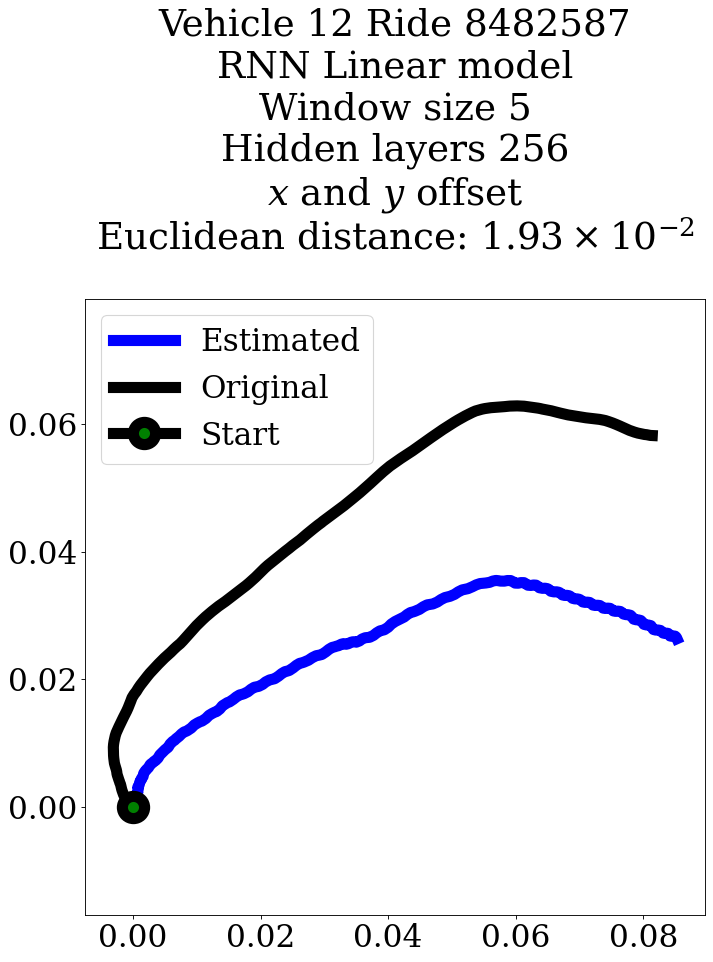 Vehicle 12 Ride 8482587
RNN Linear model
Window size 5
Hidden layers 256
x and y offset
Euclidean distance: 1.93 × 10⁻²
Estimated
Original
Start
0.06
0.04
0.02
0.00
0.00 0.02 0.04 0.06 0.08